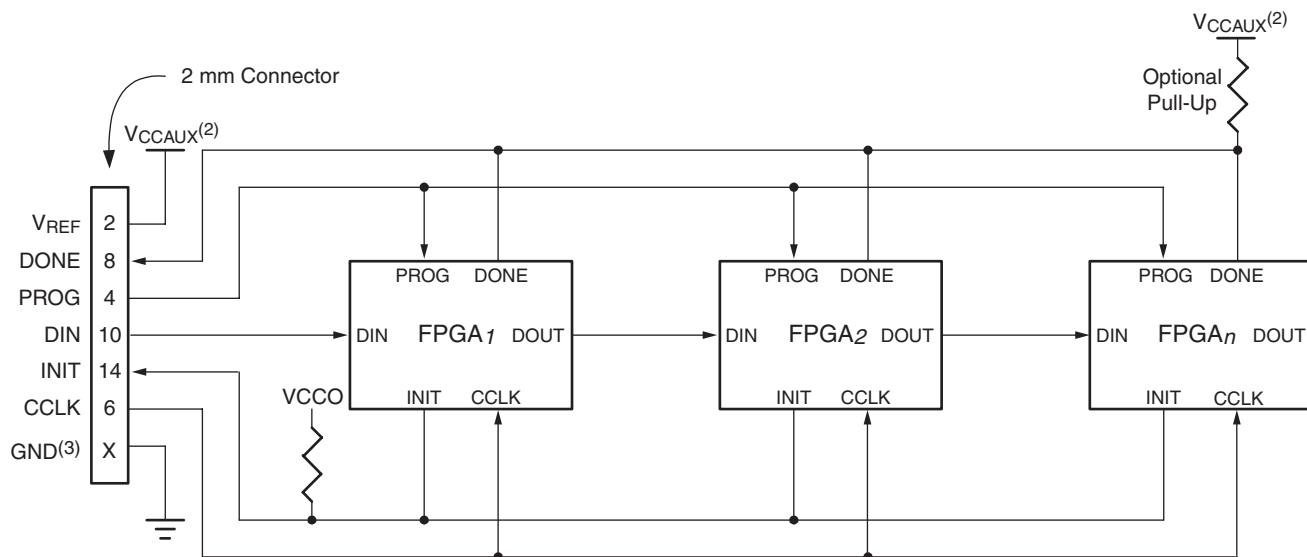 VCCAUX(2)
2 mm Connector
Optional
Pull-Up
VCCAUX(2)
VREF 2
DONE 8
PROG 4
DIN 10
INIT 14
CCLK 6
GND(3) X
PROG DONE
DIN FPGA1 DOUT
INIT CCLK
PROG DONE
DIN FPGA2 DOUT
INIT CCLK
PROG DONE
DIN FPGAn DOUT
INIT CCLK
VCCO